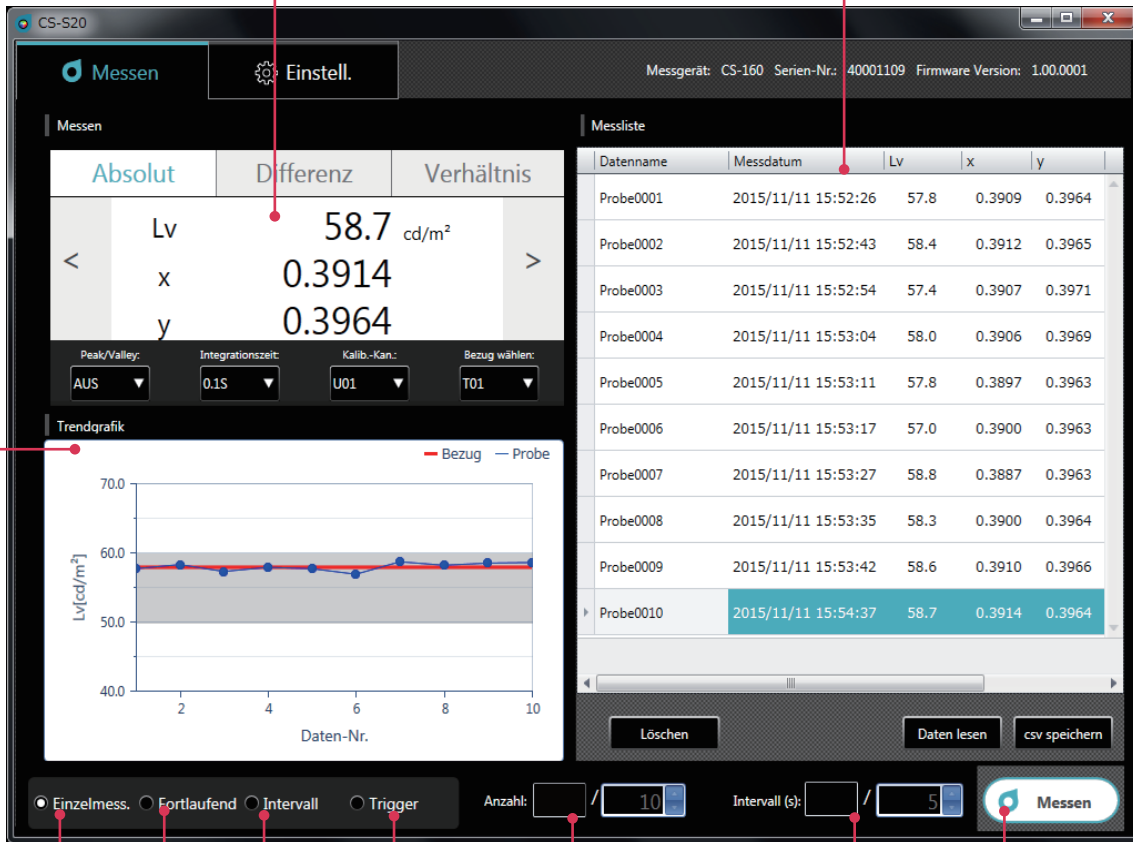 CS-S20
Messen
Einstell.
Messgerät: CS-160 Serien-Nr.: 40001109 Firmware Version: 1.00.0001
Messen
Absolut Differenz Verhältnis
< >
Lv 58.7 cd/m²
x 0.3914
y 0.3964
Peak/Valley: Integrationszeit: Kalib.-Kan.: Bezug wählen:
AUS 0.1S U01 T01
Trendgrafik
Bezug Probe
70.0
60.0
50.0
40.0
Lv[cd/m²]
2 4 6 8 10
Daten-Nr.
Messliste
Datenname Messdatum Lv x y
Probe0001 2015/11/11 15:52:26 57.8 0.3909 0.3964
Probe0002 2015/11/11 15:52:43 58.4 0.3912 0.3965
Probe0003 2015/11/11 15:52:54 57.4 0.3907 0.3971
Probe0004 2015/11/11 15:53:04 58.0 0.3906 0.3969
Probe0005 2015/11/11 15:53:11 57.8 0.3897 0.3963
Probe0006 2015/11/11 15:53:17 57.0 0.3900 0.3963
Probe0007 2015/11/11 15:53:27 58.8 0.3887 0.3963
Probe0008 2015/11/11 15:53:35 58.3 0.3900 0.3964
Probe0009 2015/11/11 15:53:42 58.6 0.3910 0.3966
Probe0010 2015/11/11 15:54:37 58.7 0.3914 0.3964
Löschen Daten lesen csv speichern
Einzelmess. Fortlaufend Intervall Trigger Anzahl: / 10 Intervall (s): / 5 Messen